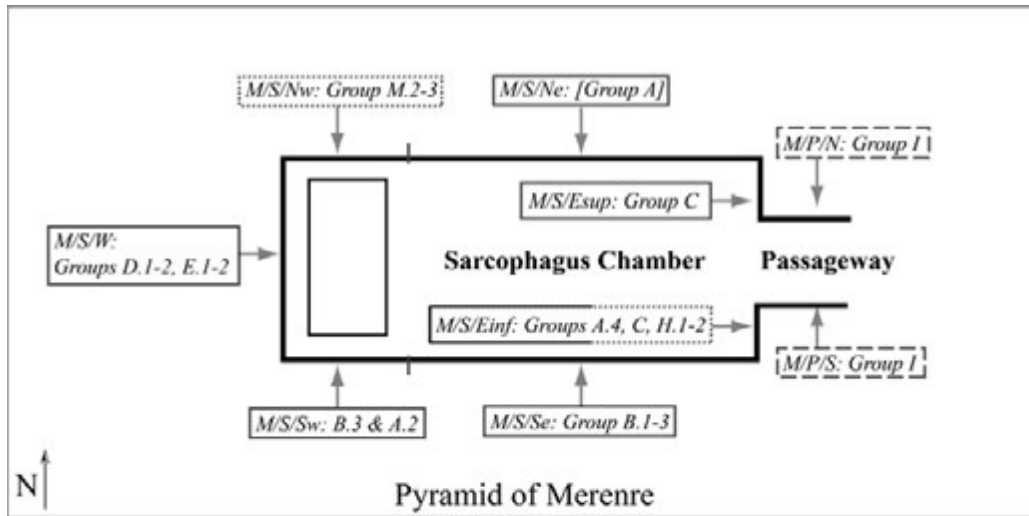 M/S/Nw: Group M.2-3
M/S/Ne: [Group A]
M/P/N: Group I
M/S/Esup: Group C
M/S/W:
Groups D.1-2, E.1-2
Sarcophagus Chamber
Passageway
M/S/Einf: Groups A.4, C, H.1-2
M/P/S: Group I
M/S/Sw: B.3 & A.2
M/S/Se: Group B.1-3
N
Pyramid of Merenre